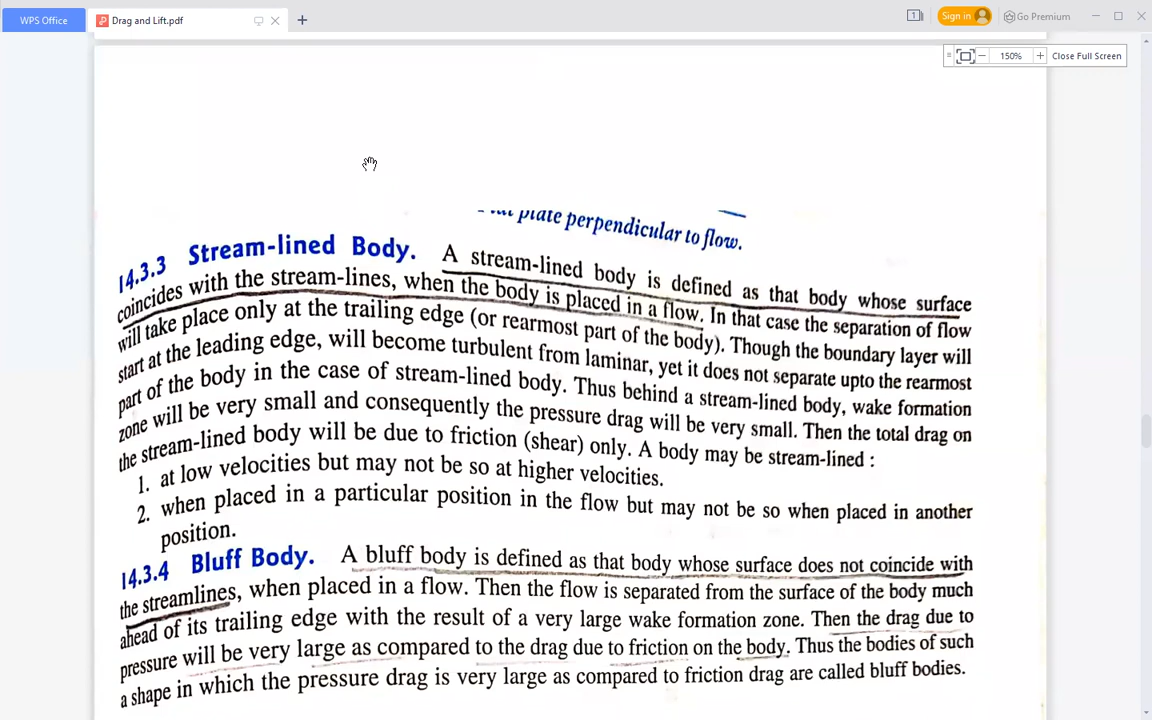 WPS Office
Drag and Lift.pdf
1
Sign in
Go Premium
150%
Close Full Screen
plate perpendicular to flow.
14.3.3 Stream-lined Body. A stream-lined body is defined as that body whose surface
coincides with the stream-lines, when the body is placed in a flow. In that case the separation of flow
will take place only at the trailing edge (or rearmost part of the body). Though the boundary layer will
start at the leading edge, will become turbulent from laminar, yet it does not separate upto the rearmost
part of the body in the case of stream-lined body. Thus behind a stream-lined body, wake formation
zone will be very small and consequently the pressure drag will be very small. Then the total drag on
the stream-lined body will be due to friction (shear) only. A body may be stream-lined :
1. at low velocities but may not be so at higher velocities.
2. when placed in a particular position in the flow but may not be so when placed in another
position.
14.3.4 Bluff Body. A bluff body is defined as that body whose surface does not coincide with
the streamlines, when placed in a flow. Then the flow is separated from the surface of the body much
ahead of its trailing edge with the result of a very large wake formation zone. Then the drag due to
pressure will be very large as compared to the drag due to friction on the body. Thus the bodies of such
a shape in which the pressure drag is very large as compared to friction drag are called bluff bodies.